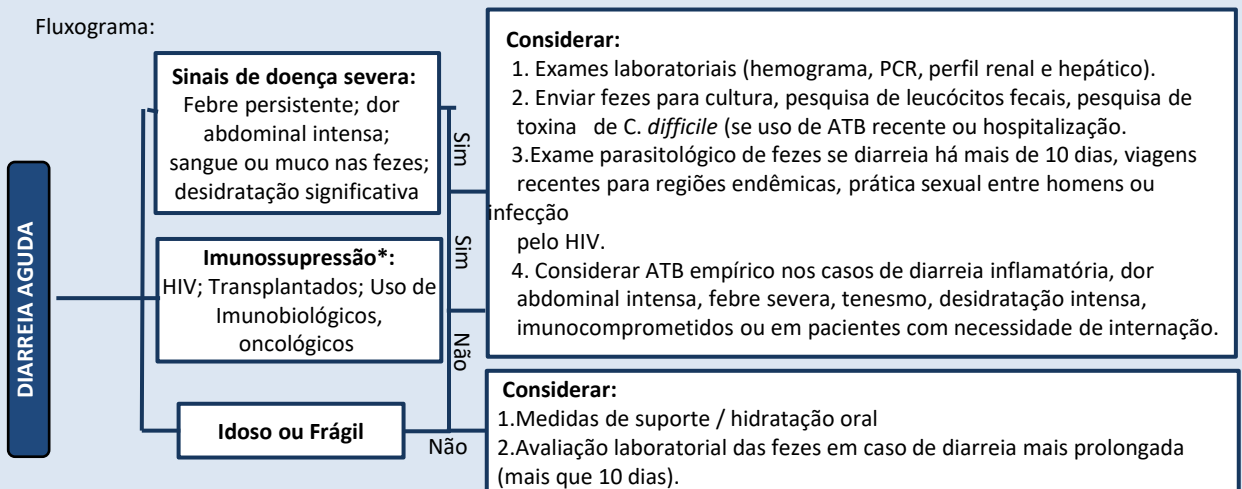 Fluxograma:
DIARREIA AGUDA
Sinais de doença severa:
Febre persistente; dor
abdominal intensa;
sangue ou muco nas fezes;
desidratação significativa
Imunossupressão*:
HIV; Transplantados; Uso de
Imunobiológicos,
oncológicos
Idoso ou Frágil
Sim
Sim
Não
Não
Considerar:
1. Exames laboratoriais (hemograma, PCR, perfil renal e hepático).
2. Enviar fezes para cultura, pesquisa de leucócitos fecais, pesquisa de
toxina de C. difficile (se uso de ATB recente ou hospitalização.
3.Exame parasitológico de fezes se diarreia há mais de 10 dias, viagens
recentes para regiões endêmicas, prática sexual entre homens ou
infecção
pelo HIV.
4. Considerar ATB empírico nos casos de diarreia inflamatória, dor
abdominal intensa, febre severa, tenesmo, desidratação intensa,
imunocomprometidos ou em pacientes com necessidade de internação.
Considerar:
1.Medidas de suporte / hidratação oral
2.Avaliação laboratorial das fezes em caso de diarreia mais prolongada
(mais que 10 dias).